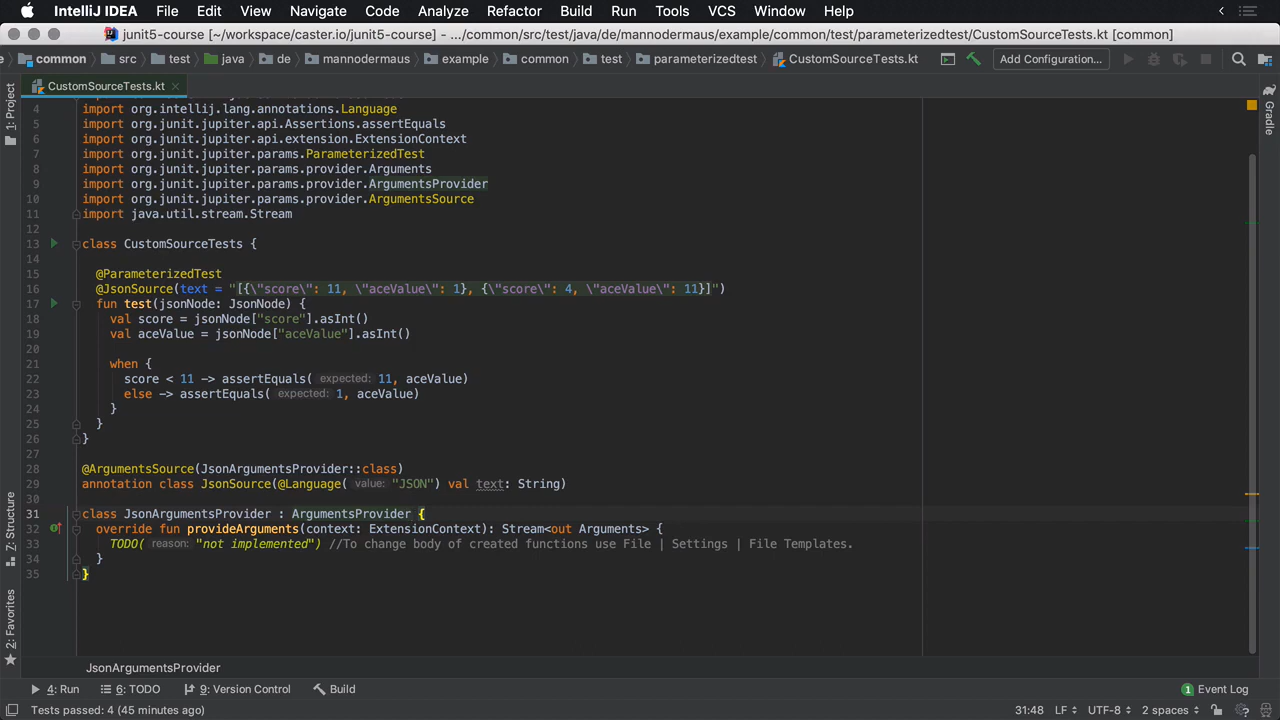 IntelliJ IDEA File Edit View Navigate Code Analyze Refactor Build Run Tools VCS Window Help
junit5-course [~/workspace/caster.io/junit5-course] - .../common/src/test/java/de/mannodermaus/example/common/test/parameterizedtest/CustomSourceTests.kt [common]
common src test java de mannodermaus example common test parameterizedtest CustomSourceTests.kt Add Configuration...
CustomSourceTests.kt
1: Project
Gradle
4 import org.intellij.lang.annotations.Language
5 import org.junit.jupiter.api.Assertions.assertEquals
6 import org.junit.jupiter.api.extension.ExtensionContext
7 import org.junit.jupiter.params.ParameterizedTest
8 import org.junit.jupiter.params.provider.Arguments
9 import org.junit.jupiter.params.provider.ArgumentsProvider
10 import org.junit.jupiter.params.provider.ArgumentsSource
11 import java.util.stream.Stream
12
13 class CustomSourceTests {
14
15 @ParameterizedTest
16 @JsonSource(text = "[{\"score\": 11, \"aceValue\": 1}, {\"score\": 4, \"aceValue\": 11}]")
17 fun test(jsonNode: JsonNode) {
18 val score = jsonNode["score"].asInt()
19 val aceValue = jsonNode["aceValue"].asInt()
20
21 when {
22 score < 11 -> assertEquals( expected: 11, aceValue)
23 else -> assertEquals( expected: 1, aceValue)
24 }
25 }
26 }
27
28 @ArgumentsSource(JsonArgumentsProvider::class)
29 annotation class JsonSource(@Language( value: "JSON") val text: String)
30
31 class JsonArgumentsProvider : ArgumentsProvider {
32 override fun provideArguments(context: ExtensionContext): Stream<out Arguments> {
33 TODO( reason: "not implemented") //To change body of created functions use File | Settings | File Templates.
34 }
35 }
Z: Structure
2: Favorites
JsonArgumentsProvider
4: Run 6: TODO 9: Version Control Build 1 Event Log
Tests passed: 4 (45 minutes ago) 31:48 LF UTF-8 2 spaces